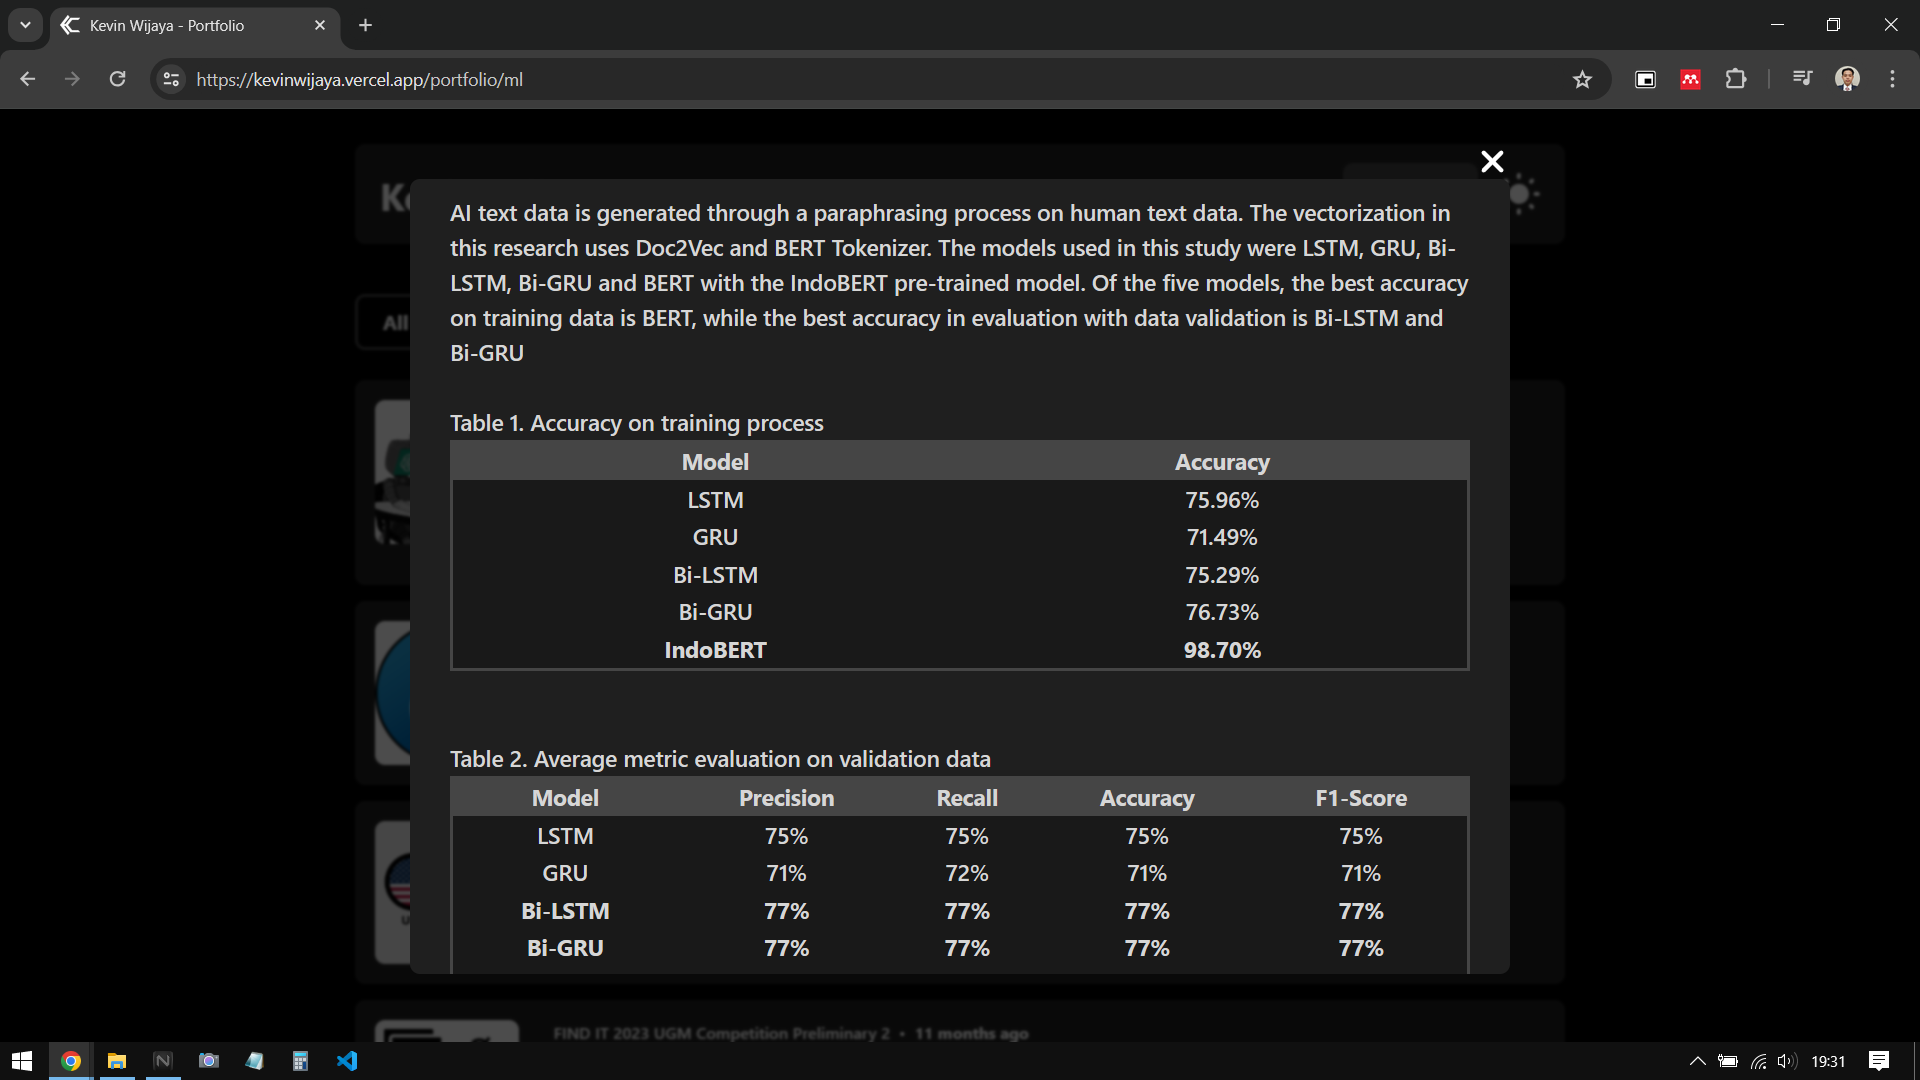 Kevin Wijaya - Portfolio
https://kevinwijaya.vercel.app/portfolio/ml
All
AI text data is generated through a paraphrasing process on human text data. The vectorization in
this research uses Doc2Vec and BERT Tokenizer. The models used in this study were LSTM, GRU, Bi-
LSTM, Bi-GRU and BERT with the IndoBERT pre-trained model. Of the five models, the best accuracy
on training data is BERT, while the best accuracy in evaluation with data validation is Bi-LSTM and
Bi-GRU
Table 1. Accuracy on training process
Model Accuracy
LSTM 75.96%
GRU 71.49%
Bi-LSTM 75.29%
Bi-GRU 76.73%
IndoBERT 98.70%
Table 2. Average metric evaluation on validation data
Model Precision Recall Accuracy F1-Score
LSTM 75% 75% 75% 75%
GRU 71% 72% 71% 71%
Bi-LSTM 77% 77% 77% 77%
Bi-GRU 77% 77% 77% 77%
FIND IT 2023 UGM Competition Preliminary 2 • 11 months ago
19:31